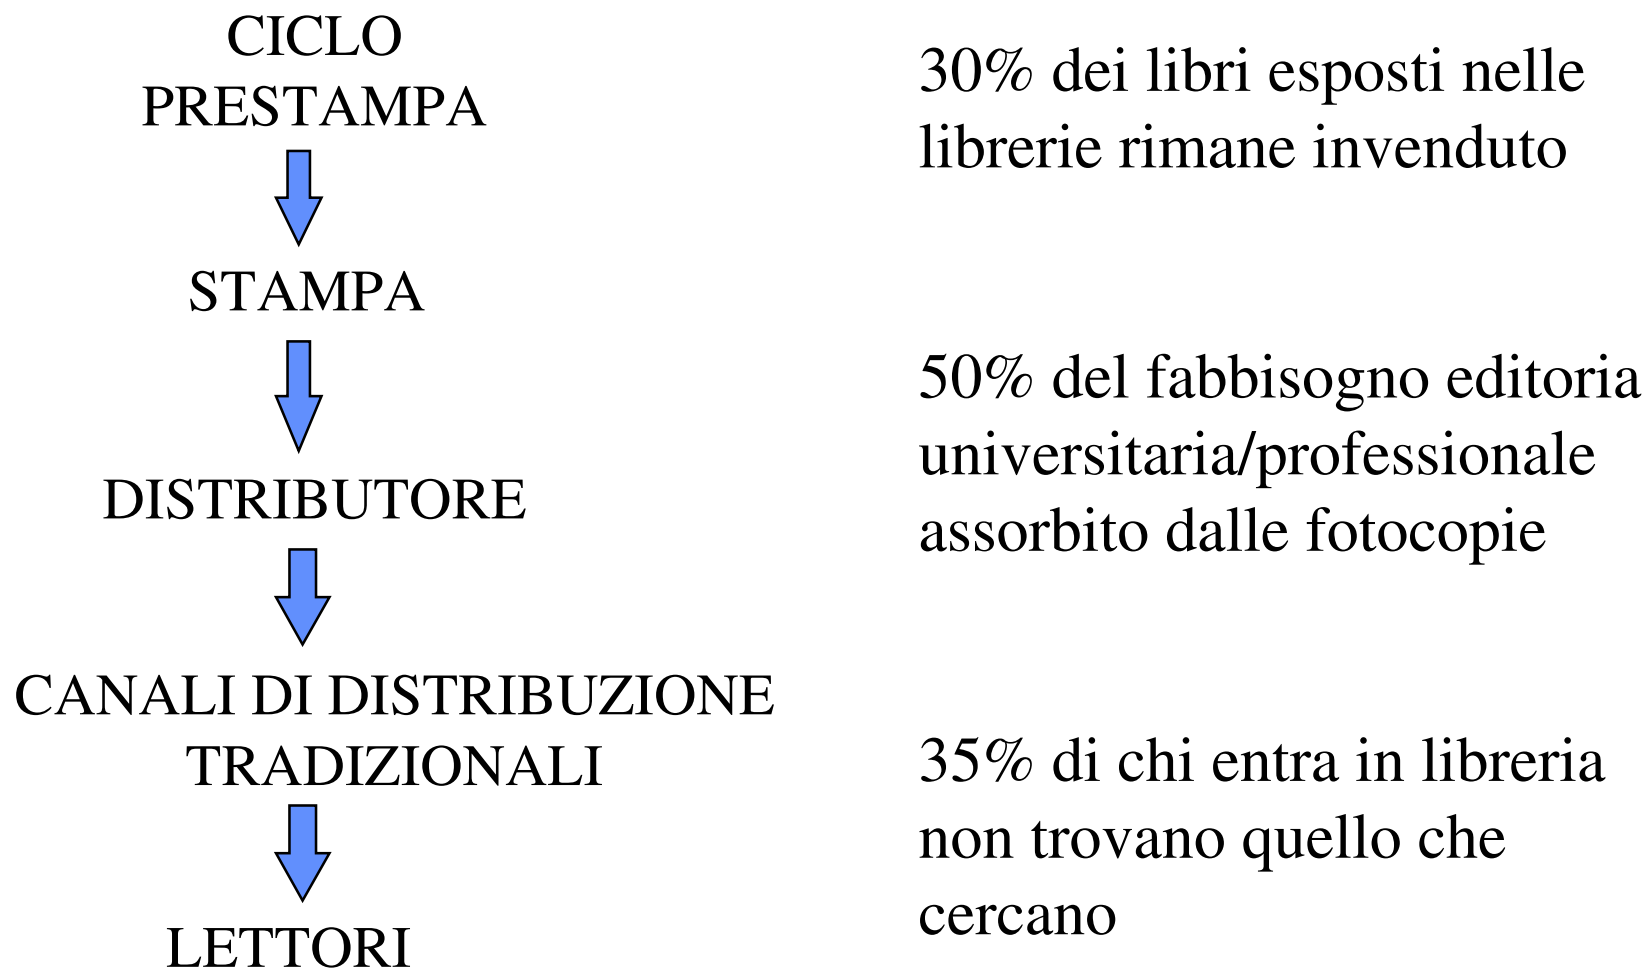 CICLO
PRESTAMPA
STAMPA
DISTRIBUTORE
CANALI DI DISTRIBUZIONE
TRADIZIONALI
LETTORI
30% dei libri esposti nelle
librerie rimane invenduto
50% del fabbisogno editoria
universitaria/professionale
assorbito dalle fotocopie
35% di chi entra in libreria
non trovano quello che
cercano